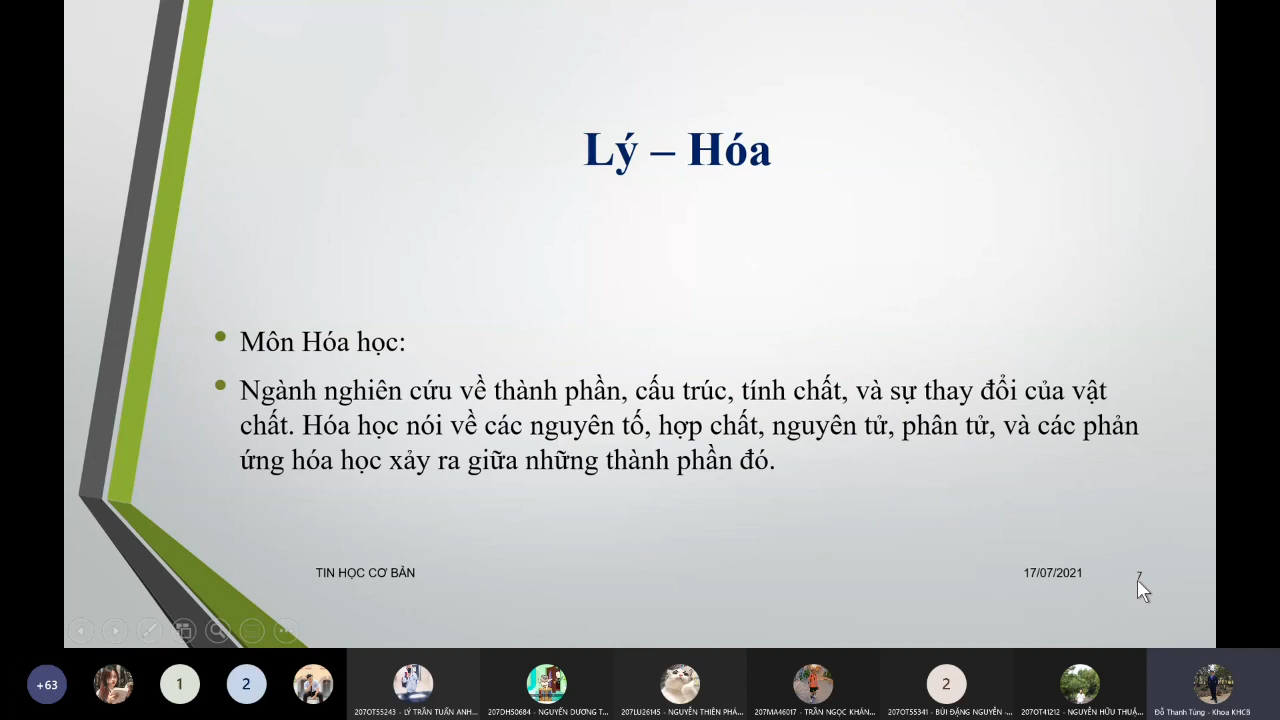 Lý – Hóa
Môn Hóa học:
Ngành nghiên cứu về thành phần, cấu trúc, tính chất, và sự thay đổi của vật
chất. Hóa học nói về các nguyên tố, hợp chất, nguyên tử, phân tử, và các phản
ứng hóa học xảy ra giữa những thành phần đó.
TIN HỌC CƠ BẢN 17/07/2021 7
+63 1 2 2
207OT55243 - LÝ TRẦN TUẤN ANH... 207DH50684 - NGUYỄN DƯƠNG T... 207LU26145 - NGUYỄN THIÊN PHÁ... 207MA46017 - TRẦN NGỌC KHÁN... 207OT55341 - BÙI ĐẶNG NGUYÊN -... 207OT41212 - NGUYỄN HỮU THUẬ... Đỗ Thanh Tùng - Khoa KHCB